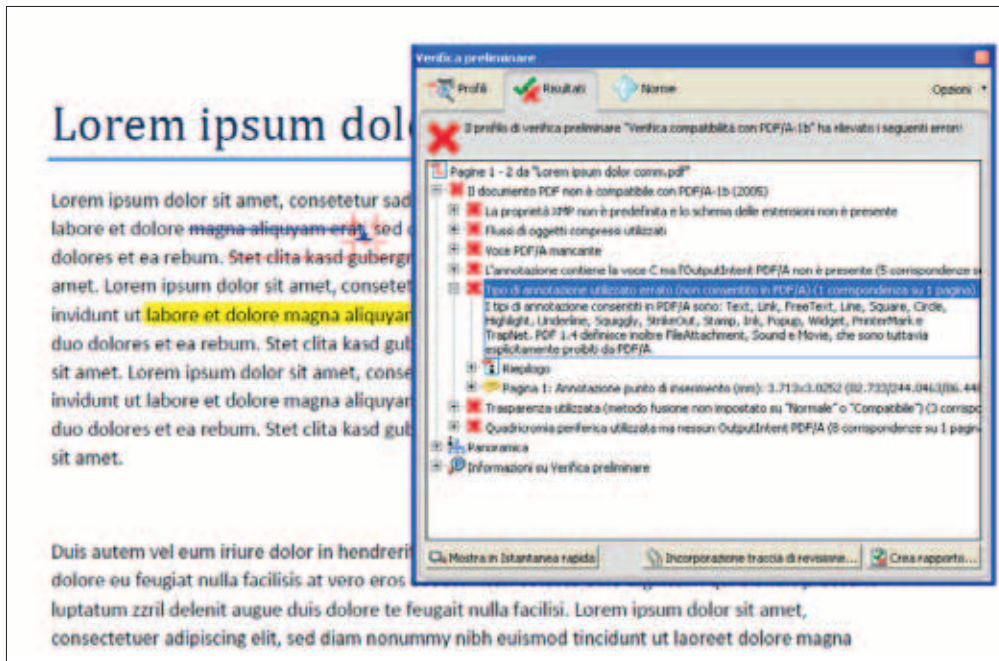 Verifica preliminare
Profili Risultati Norme Opzioni
Il profilo di verifica preliminare "Verifica compatibilità con PDF/A-1b" ha rilevato i seguenti errori:
Pagine 1 - 2 da "Lorem ipsum dolor comm.pdf"
Il documento PDF non è compatibile con PDF/A-1b (2005)
La proprietà XMP non è predefinita e lo schema delle estensioni non è presente
Flussi di oggetti compressi utilizzati
Voce PDF/A mancante
L'annotazione contiene la voce C ma l'OutputIntent PDF/A non è presente (5 corrispondenze s
Tipo di annotazione utilizzato errato (non consentito in PDF/A) (1 corrispondenza su 1 pagina)
I tipi di annotazione consentiti in PDF/A sono: Text, Link, FreeText, Line, Square, Circle,
Highlight, Underline, Squiggly, StrikeOut, Stamp, Ink, Popup, Widget, PrinterMark e
TrapNet. PDF 1.4 definisce inoltre FileAttachment, Sound e Movie, che sono tuttavia
esplicitamente proibiti da PDF/A.
Riepilogo
Pagina 1: Annotazione punto di inserimento (mm): 3.713x3.0252 (82.733/244.0463/86.44
Trasparenza utilizzata (metodo fusione non impostato su "Normale" o "Compatibile") (3 corrispo
Quadricromia periferica utilizzata ma nessun OutputIntent PDF/A (8 corrispondenze su 1 pagin
Panoramica
Informazioni su Verifica preliminare
Mostra in Istantanea rapida Incorporazione traccia di revisione... Crea rapporto...
Lorem ipsum dol
Lorem ipsum dolor sit amet, consetetur sad
labore et dolore magna aliquyam erat, sed
dolores et ea rebum. Stet clita kasd gubergr
amet. Lorem ipsum dolor sit amet, consetet
invidunt ut labore et dolore magna aliquyam
duo dolores et ea rebum. Stet clita kasd gub
sit amet. Lorem ipsum dolor sit amet, conse
invidunt ut labore et dolore magna aliquyam
duo dolores et ea rebum. Stet clita kasd gub
sit amet.
Duis autem vel eum iriure dolor in hendrerit
dolore eu feugiat nulla facilisis at vero eros
luptatum zzril delenit augue duis dolore te feugait nulla facilisi. Lorem ipsum dolor sit amet,
consectetuer adipiscing elit, sed diam nonummy nibh euismod tincidunt ut laoreet dolore magna